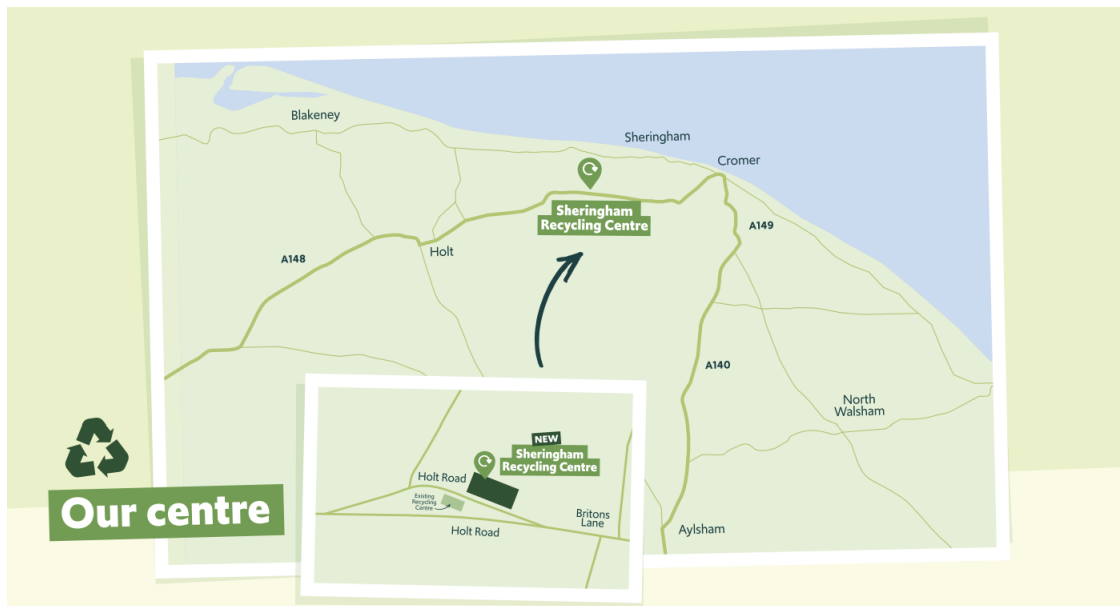 Blakeney
Sheringham
Cromer
Sheringham
Recycling Centre
A149
Holt
A148
A140
North
Walsham
NEW
Sheringham
Recycling Centre
Holt Road
Existing
Recycling
Centre
Britons
Lane
Holt Road
Aylsham
Our centre